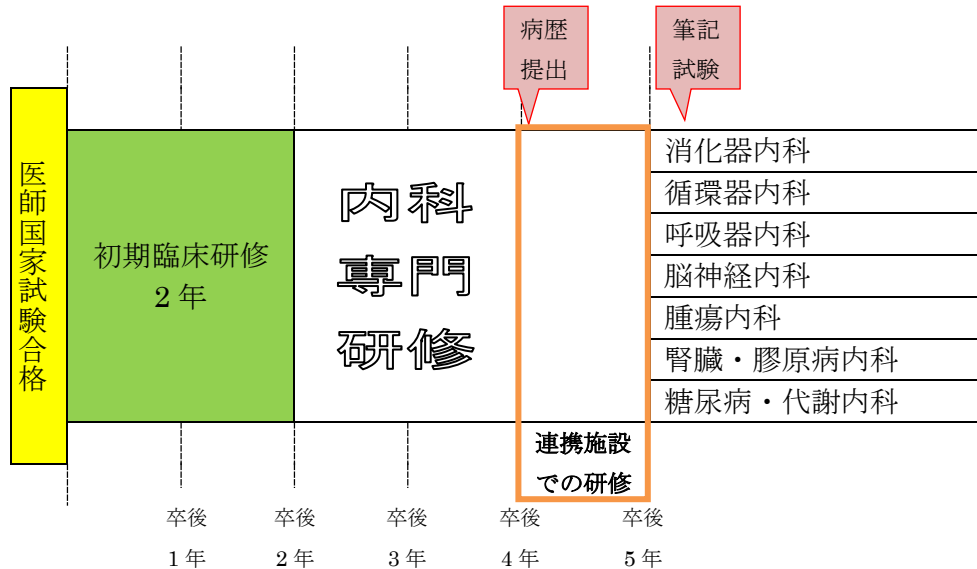 病歴
提出
筆記
試験
医師国家試験合格
初期臨床研修
2 年
内科
専門
研修
消化器内科
循環器内科
呼吸器内科
脳神経内科
腫瘍内科
腎臓・膠原病内科
糖尿病・代謝内科
連携施設
での研修
卒後
1 年
卒後
2 年
卒後
3 年
卒後
4 年
卒後
5 年